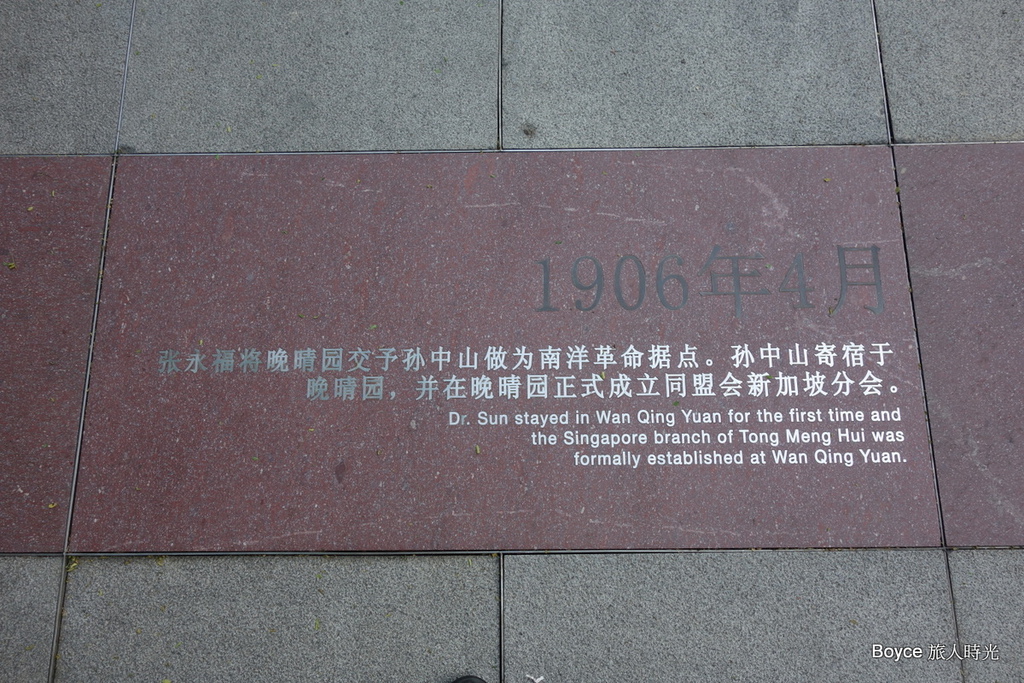 1906年4月
张永福将晚晴园交予孙中山做为南洋革命据点。孙中山寄宿于
晚晴园，并在晚晴园正式成立同盟会新加坡分会。
Dr. Sun stayed in Wan Qing Yuan for the first time and
the Singapore branch of Tong Meng Hui was
formally established at Wan Qing Yuan.
Boyce 旅人時光